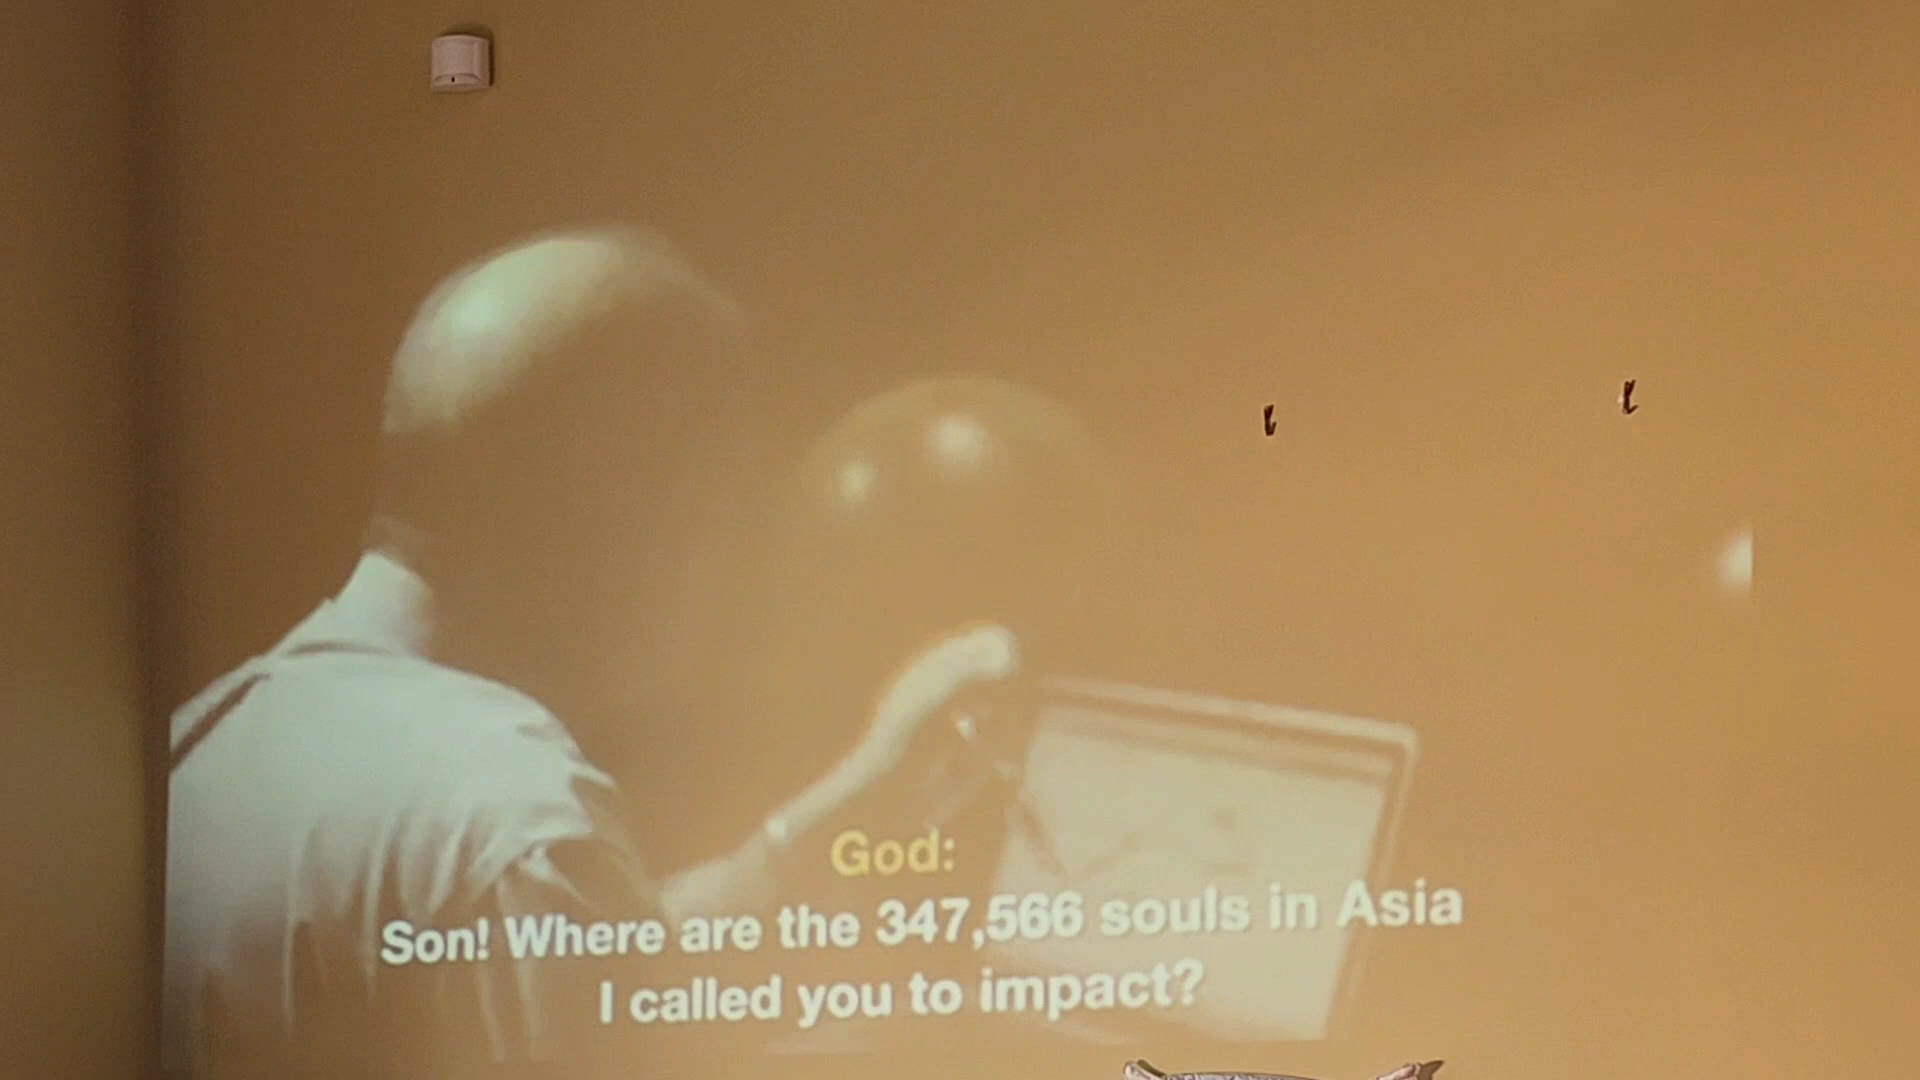 God:
Son! Where are the 347,566 souls in Asia
I called you to impact?